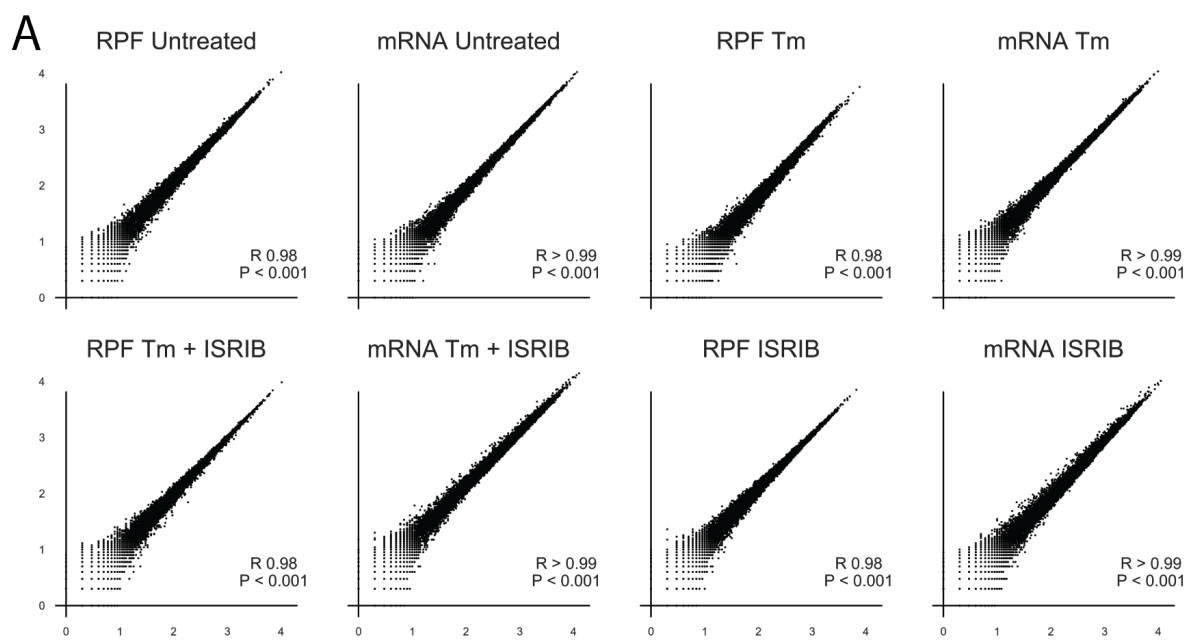 A
RPF Untreated
mRNA Untreated
RPF Tm
mRNA Tm
4
3
2
1
0
R 0.98
P < 0.001
R > 0.99
P < 0.001
R 0.98
P < 0.001
R > 0.99
P < 0.001
RPF Tm + ISRIB
mRNA Tm + ISRIB
RPF ISRIB
mRNA ISRIB
4
3
2
1
0
R 0.98
P < 0.001
R > 0.99
P < 0.001
R 0.98
P < 0.001
R > 0.99
P < 0.001
0 1 2 3 4
0 1 2 3 4
0 1 2 3 4
0 1 2 3 4